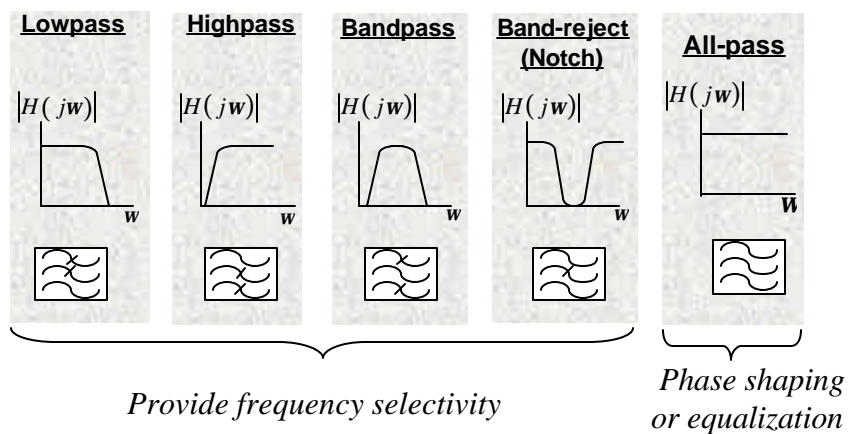 Lowpass
Highpass
Bandpass
Band-reject
(Notch)
All-pass
|H(jw)|
|H(jw)|
|H(jw)|
|H(jw)|
|H(jw)|
w
w
w
w
w
Provide frequency selectivity
Phase shaping
or equalization